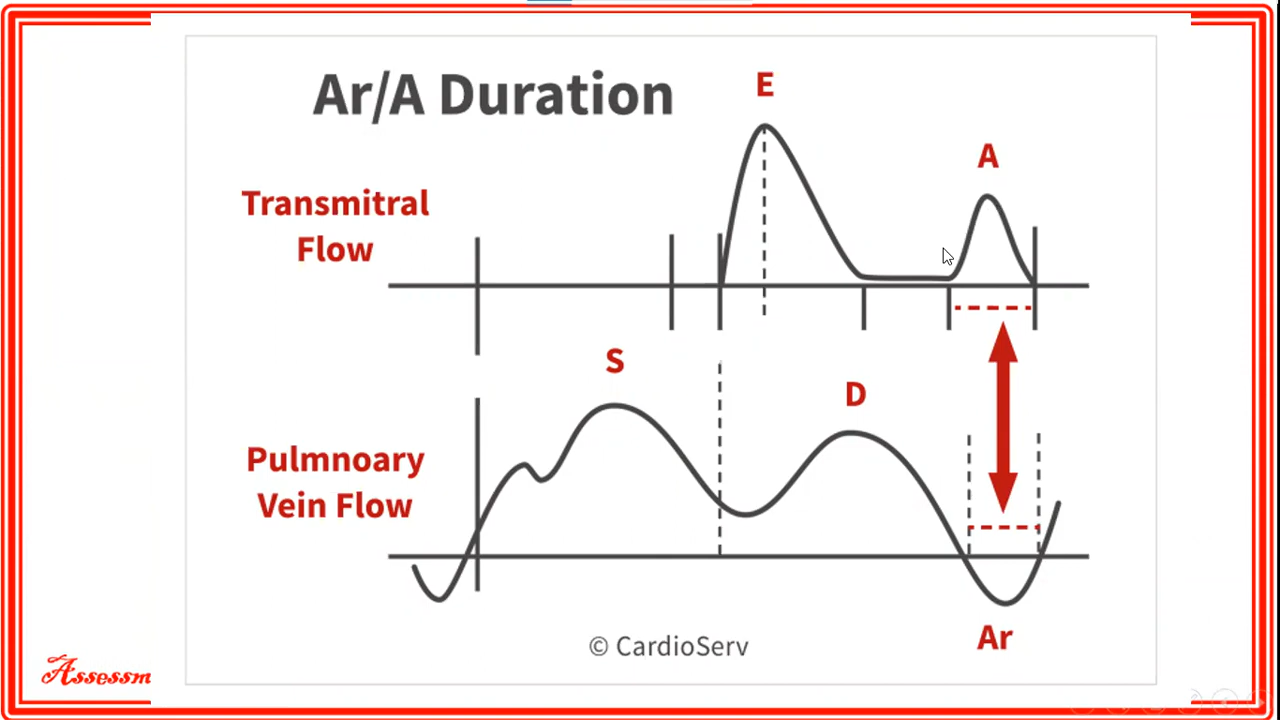 Ar/A Duration
E
A
Transmitral
Flow
S
D
Pulmnoary
Vein Flow
Ar
© CardioServ
Assessm